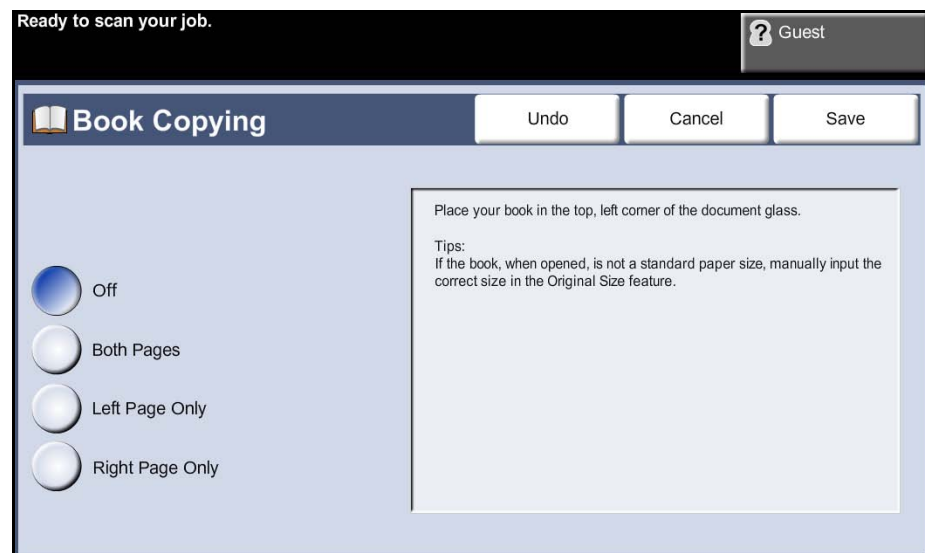 Ready to scan your job.
? Guest
Book Copying
Undo
Cancel
Save
Place your book in the top, left corner of the document glass.
Tips:
If the book, when opened, is not a standard paper size, manually input the
correct size in the Original Size feature.
Off
Both Pages
Left Page Only
Right Page Only